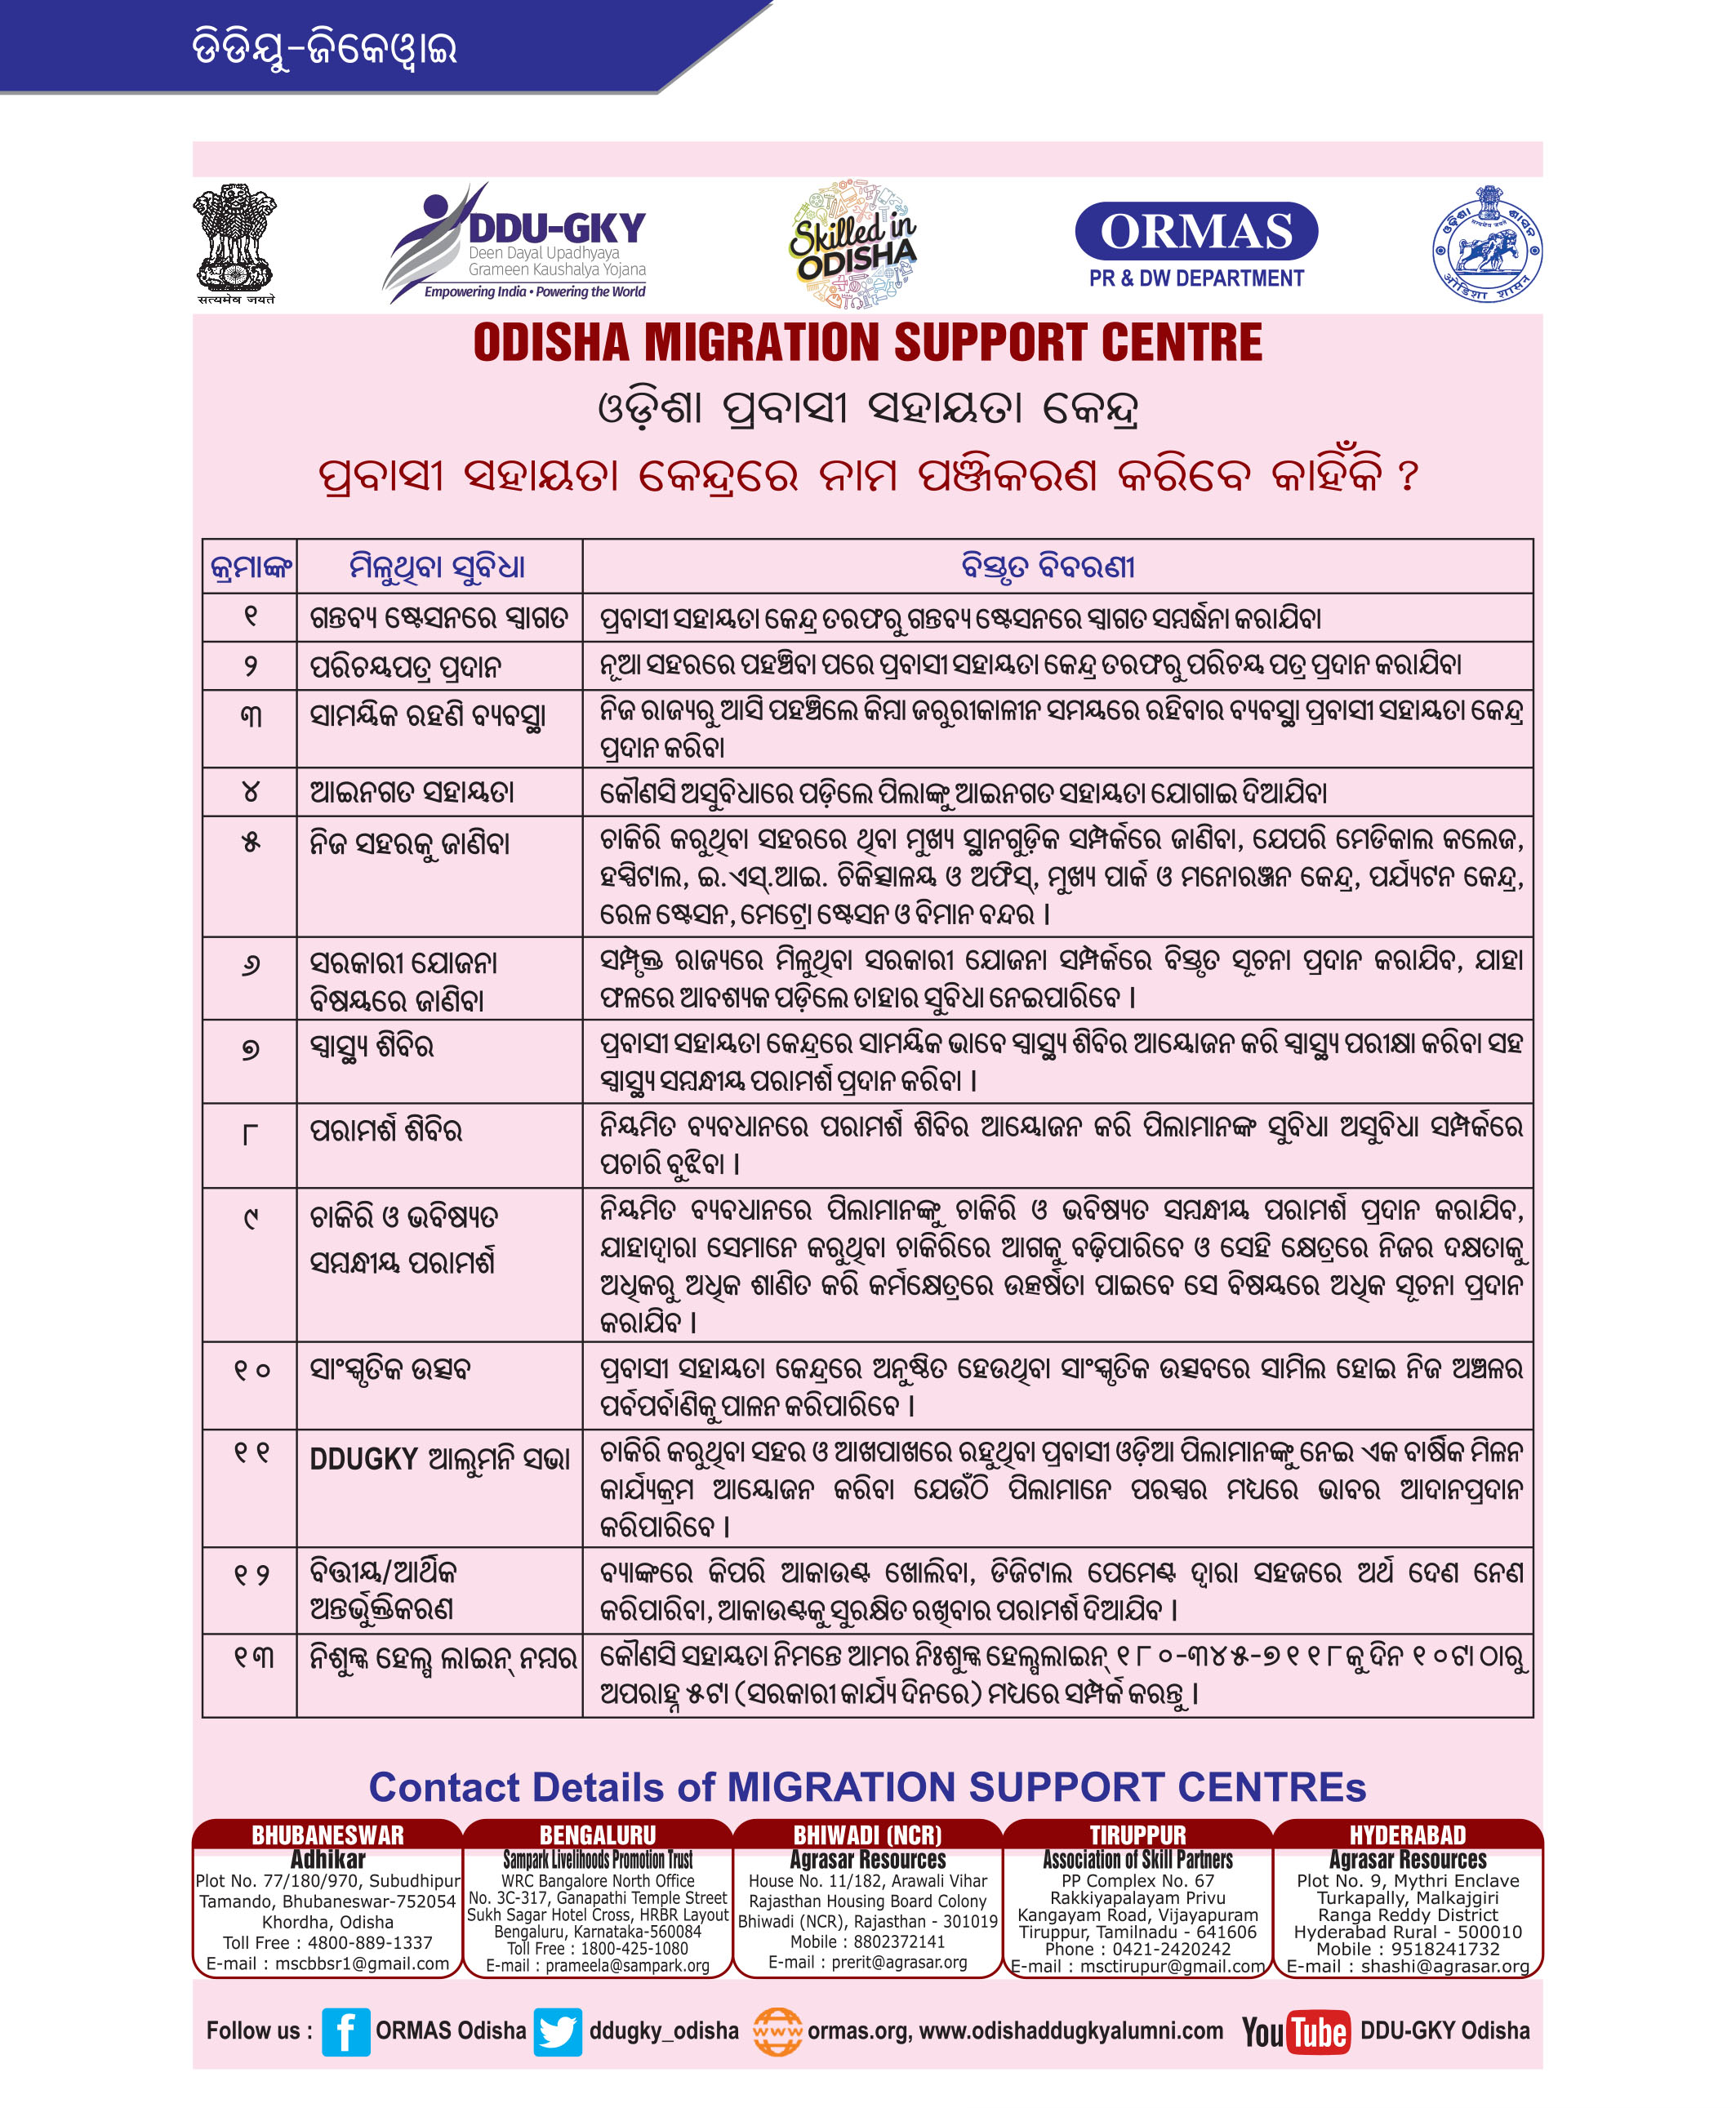 ଡିଡିୟୁ-ଜିକେୱାଇ
सत्यमेव जयते
DDU-GKY
Deen Dayal Upadhyaya
Grameen Kaushalya Yojana
Empowering India • Powering the World
Skilled in
ODISHA
ORMAS
PR & DW DEPARTMENT
ଓଡ଼ିଶା ଶାସନ
ओडिशा शासन
ODISHA MIGRATION SUPPORT CENTRE
ଓଡ଼ିଶା ପ୍ରବାସୀ ସହାୟତା କେନ୍ଦ୍ର
ପ୍ରବାସୀ ସହାୟତା କେନ୍ଦ୍ରରେ ନାମ ପଞ୍ଜିକରଣ କରିବେ କାହିଁକି ?
କ୍ରମାଙ୍କ ମିଳୁଥିବା ସୁବିଧା ବିସ୍ତୃତ ବିବରଣୀ
୧ ଗନ୍ତବ୍ୟ ଷ୍ଟେସନରେ ସ୍ୱାଗତ ପ୍ରବାସୀ ସହାୟତା କେନ୍ଦ୍ର ତରଫରୁ ଗନ୍ତବ୍ୟ ଷ୍ଟେସନରେ ସ୍ୱାଗତ ସମ୍ବର୍ଦ୍ଧନା କରାଯିବା
୨ ପରିଚୟପତ୍ର ପ୍ରଦାନ ନୂଆ ସହରରେ ପହଞ୍ଚିବା ପରେ ପ୍ରବାସୀ ସହାୟତା କେନ୍ଦ୍ର ତରଫରୁ ପରିଚୟ ପତ୍ର ପ୍ରଦାନ କରାଯିବା
୩ ସାମୟିକ ରହଣି ବ୍ୟବସ୍ଥା ନିଜ ରାଜ୍ୟରୁ ଆସି ପହଞ୍ଚିଲେ କିମ୍ବା ଜରୁରୀକାଳୀନ ସମୟରେ ରହିବାର ବ୍ୟବସ୍ଥା ପ୍ରବାସୀ ସହାୟତା କେନ୍ଦ୍ର
ପ୍ରଦାନ କରିବା
୪ ଆଇନଗତ ସହାୟତା କୌଣସି ଅସୁବିଧାରେ ପଡ଼ିଲେ ପିଲାଙ୍କୁ ଆଇନଗତ ସହାୟତା ଯୋଗାଇ ଦିଆଯିବା
୫ ନିଜ ସହରକୁ ଜାଣିବା ଚାକିରି କରୁଥିବା ସହରରେ ଥିବା ମୁଖ୍ୟ ସ୍ଥାନଗୁଡ଼ିକ ସମ୍ପର୍କରେ ଜାଣିବା, ଯେପରି ମେଡିକାଲ କଲେଜ,
ହସ୍ପିଟାଲ, ଇ.ଏସ୍.ଆଇ. ଚିକିତ୍ସାଳୟ ଓ ଅଫିସ୍, ମୁଖ୍ୟ ପାର୍କ ଓ ମନୋରଞ୍ଜନ କେନ୍ଦ୍ର, ପର୍ଯ୍ୟଟନ କେନ୍ଦ୍ର,
ରେଳ ଷ୍ଟେସନ, ମେଟ୍ରୋ ଷ୍ଟେସନ ଓ ବିମାନ ବନ୍ଦର ।
୬ ସରକାରୀ ଯୋଜନା ସମ୍ପୃକ୍ତ ରାଜ୍ୟରେ ମିଳୁଥିବା ସରକାରୀ ଯୋଜନା ସମ୍ପର୍କରେ ବିସ୍ତୃତ ସୂଚନା ପ୍ରଦାନ କରାଯିବ, ଯାହା
ବିଷୟରେ ଜାଣିବା ଫଳରେ ଆବଶ୍ୟକ ପଡ଼ିଲେ ତାହାର ସୁବିଧା ନେଇପାରିବେ ।
୭ ସ୍ୱାସ୍ଥ୍ୟ ଶିବିର ପ୍ରବାସୀ ସହାୟତା କେନ୍ଦ୍ରରେ ସାମୟିକ ଭାବେ ସ୍ୱାସ୍ଥ୍ୟ ଶିବିର ଆୟୋଜନ କରି ସ୍ୱାସ୍ଥ୍ୟ ପରୀକ୍ଷା କରିବା ସହ
ସ୍ୱାସ୍ଥ୍ୟ ସମ୍ବନ୍ଧୀୟ ପରାମର୍ଶ ପ୍ରଦାନ କରିବା ।
୮ ପରାମର୍ଶ ଶିବିର ନିୟମିତ ବ୍ୟବଧାନରେ ପରାମର୍ଶ ଶିବିର ଆୟୋଜନ କରି ପିଲାମାନଙ୍କ ସୁବିଧା ଅସୁବିଧା ସମ୍ପର୍କରେ
ପଚାରି ବୁଝିବା ।
୯ ଚାକିରି ଓ ଭବିଷ୍ୟତ ନିୟମିତ ବ୍ୟବଧାନରେ ପିଲାମାନଙ୍କୁ ଚାକିରି ଓ ଭବିଷ୍ୟତ ସମ୍ବନ୍ଧୀୟ ପରାମର୍ଶ ପ୍ରଦାନ କରାଯିବ,
ସମ୍ବନ୍ଧୀୟ ପରାମର୍ଶ ଯାହାଦ୍ୱାରା ସେମାନେ କରୁଥିବା ଚାକିରିରେ ଆଗକୁ ବଢ଼ିପାରିବେ ଓ ସେହି କ୍ଷେତ୍ରରେ ନିଜର ଦକ୍ଷତାକୁ
ଅଧିକରୁ ଅଧିକ ଶାଣିତ କରି କର୍ମକ୍ଷେତ୍ରରେ ଉତ୍କର୍ଷତା ପାଇବେ ସେ ବିଷୟରେ ଅଧିକ ସୂଚନା ପ୍ରଦାନ
କରାଯିବ ।
୧୦ ସାଂସ୍କୃତିକ ଉତ୍ସବ ପ୍ରବାସୀ ସହାୟତା କେନ୍ଦ୍ରରେ ଅନୁଷ୍ଠିତ ହେଉଥିବା ସାଂସ୍କୃତିକ ଉତ୍ସବରେ ସାମିଲ ହୋଇ ନିଜ ଅଞ୍ଚଳର
ପର୍ବପର୍ବାଣିକୁ ପାଳନ କରିପାରିବେ ।
୧୧ DDUGKY ଆଲୁମନି ସଭା ଚାକିରି କରୁଥିବା ସହର ଓ ଆଖପାଖରେ ରହୁଥିବା ପ୍ରବାସୀ ଓଡ଼ିଆ ପିଲାମାନଙ୍କୁ ନେଇ ଏକ ବାର୍ଷିକ ମିଳନ
କାର୍ଯ୍ୟକ୍ରମ ଆୟୋଜନ କରିବା ଯେଉଁଠି ପିଲାମାନେ ପରସ୍ପର ମଧ୍ୟରେ ଭାବର ଆଦାନପ୍ରଦାନ
କରିପାରିବେ ।
୧୨ ବିତ୍ତୀୟ/ଆର୍ଥିକ ବ୍ୟାଙ୍କରେ କିପରି ଆକାଉଣ୍ଟ ଖୋଲିବା, ଡିଜିଟାଲ ପେମେଣ୍ଟ ଦ୍ୱାରା ସହଜରେ ଅର୍ଥ ଦେଣ ନେଣ
ଅନ୍ତର୍ଭୁକ୍ତିକରଣ କରିପାରିବା, ଆକାଉଣ୍ଟକୁ ସୁରକ୍ଷିତ ରଖିବାର ପରାମର୍ଶ ଦିଆଯିବ ।
୧୩ ନିଶୁଳ୍କ ହେଲ୍ପ ଲାଇନ୍ ନମ୍ବର କୌଣସି ସହାୟତା ନିମନ୍ତେ ଆମର ନିଃଶୁଳ୍କ ହେଲ୍ପଲାଇନ୍ ୧୮୦-୩୪୫-୭୧୧୮କୁ ଦିନ ୧୦ଟା ଠାରୁ
ଅପରାହ୍ନ ୫ଟା (ସରକାରୀ କାର୍ଯ୍ୟ ଦିନରେ) ମଧ୍ୟରେ ସମ୍ପର୍କ କରନ୍ତୁ ।
Contact Details of MIGRATION SUPPORT CENTREs
BHUBANESWAR
Adhikar
Plot No. 77/180/970, Subudhipur
Tamando, Bhubaneswar-752054
Khordha, Odisha
Toll Free : 4800-889-1337
E-mail : mscbbsr1@gmail.com
BENGALURU
Sampark Livelihoods Promotion Trust
WRC Bangalore North Office
No. 3C-317, Ganapathi Temple Street
Sukh Sagar Hotel Cross, HRBR Layout
Bengaluru, Karnataka-560084
Toll Free : 1800-425-1080
E-mail : prameela@sampark.org
BHIWADI (NCR)
Agrasar Resources
House No. 11/182, Arawali Vihar
Rajasthan Housing Board Colony
Bhiwadi (NCR), Rajasthan - 301019
Mobile : 8802372141
E-mail : prerit@agrasar.org
TIRUPPUR
Association of Skill Partners
PP Complex No. 67
Rakkiyapalayam Privu
Kangayam Road, Vijayapuram
Tiruppur, Tamilnadu - 641606
Phone : 0421-2420242
E-mail : msctirupur@gmail.com
HYDERABAD
Agrasar Resources
Plot No. 9, Mythri Enclave
Turkapally, Malkajgiri
Ranga Reddy District
Hyderabad Rural - 500010
Mobile : 9518241732
E-mail : shashi@agrasar.org
Follow us : f ORMAS Odisha ddugky_odisha www ormas.org, www.odishaddugkyalumni.com YouTube DDU-GKY Odisha